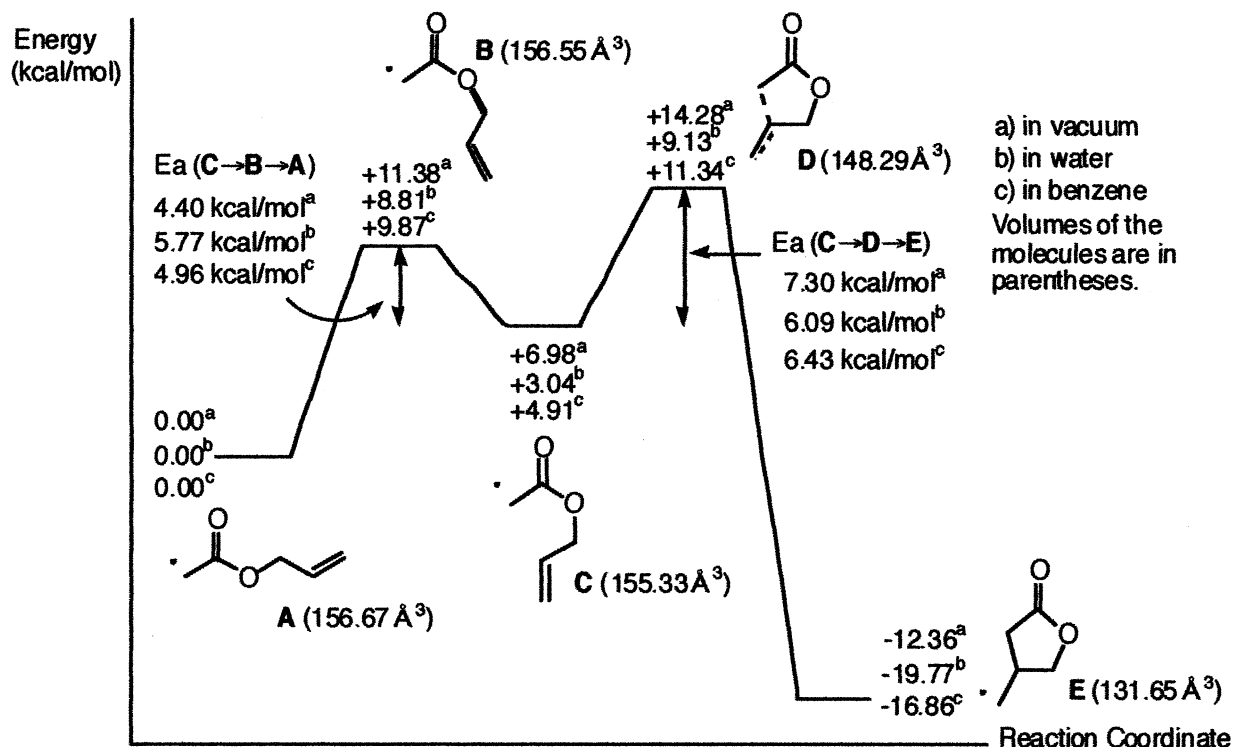 Energy
(kcal/mol)
O
O
B (156.55 Å³)
O
O
+14.28ᵃ
+9.13ᵇ
+11.34ᶜ
D (148.29 Å³)
a) in vacuum
b) in water
c) in benzene
Volumes of the
molecules are in
parentheses.
Ea (C→B→A)
4.40 kcal/molᵃ
5.77 kcal/molᵇ
4.96 kcal/molᶜ
+11.38ᵃ
+8.81ᵇ
+9.87ᶜ
Ea (C→D→E)
7.30 kcal/molᵃ
6.09 kcal/molᵇ
6.43 kcal/molᶜ
+6.98ᵃ
+3.04ᵇ
+4.91ᶜ
0.00ᵃ
0.00ᵇ
0.00ᶜ
O
O
A (156.67 Å³)
O
O
C (155.33 Å³)
-12.36ᵃ
-19.77ᵇ
-16.86ᶜ
O
O
E (131.65 Å³)
Reaction Coordinate